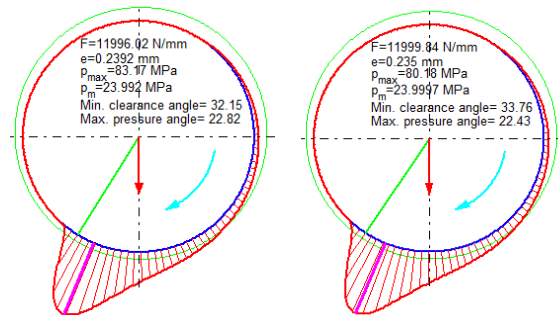 F=11996.02 N/mm
e=0.2392 mm
pmax=83.17 MPa
pm=23.992 MPa
Min. clearance angle= 32.15
Max. pressure angle= 22.82
F=11999.84 N/mm
e=0.235 mm
pmax=80.18 MPa
pm=23.9997 MPa
Min. clearance angle= 33.76
Max. pressure angle= 22.43